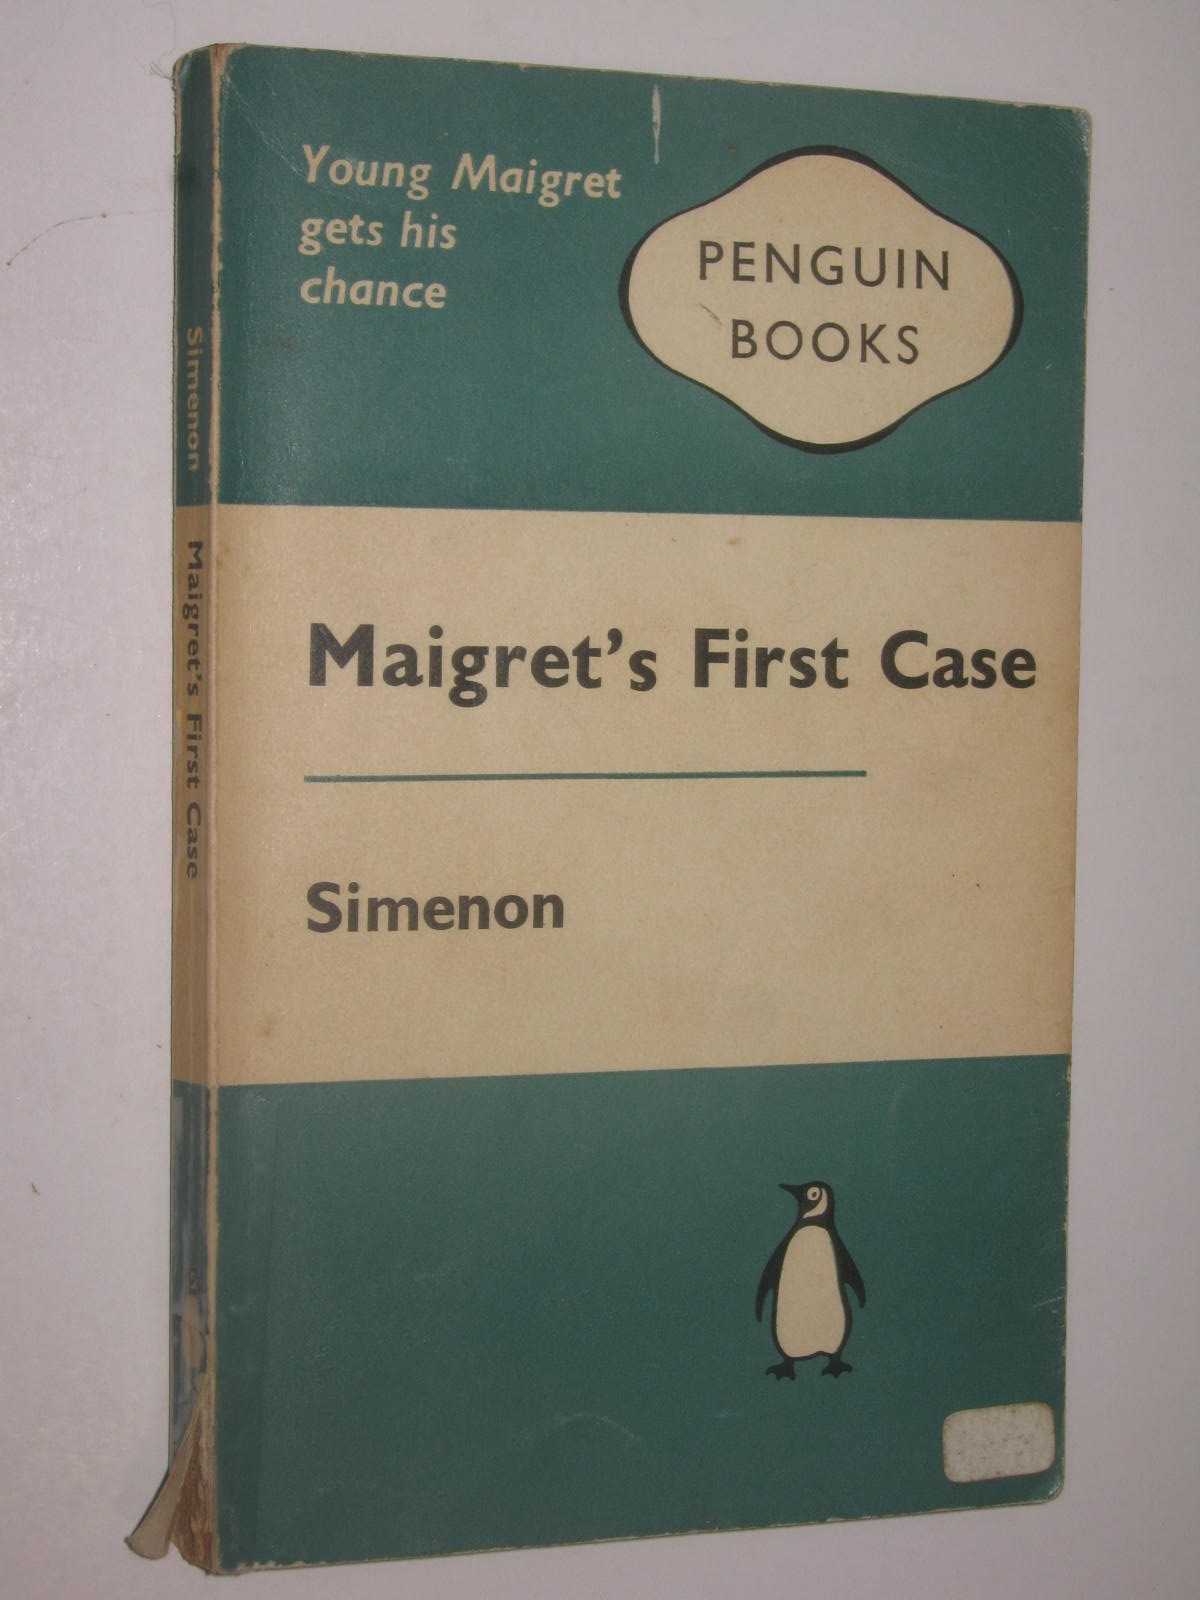 Young Maigret
gets his
chance
PENGUIN
BOOKS
Maigret's First Case
Simenon
Simenon
Maigret's First Case